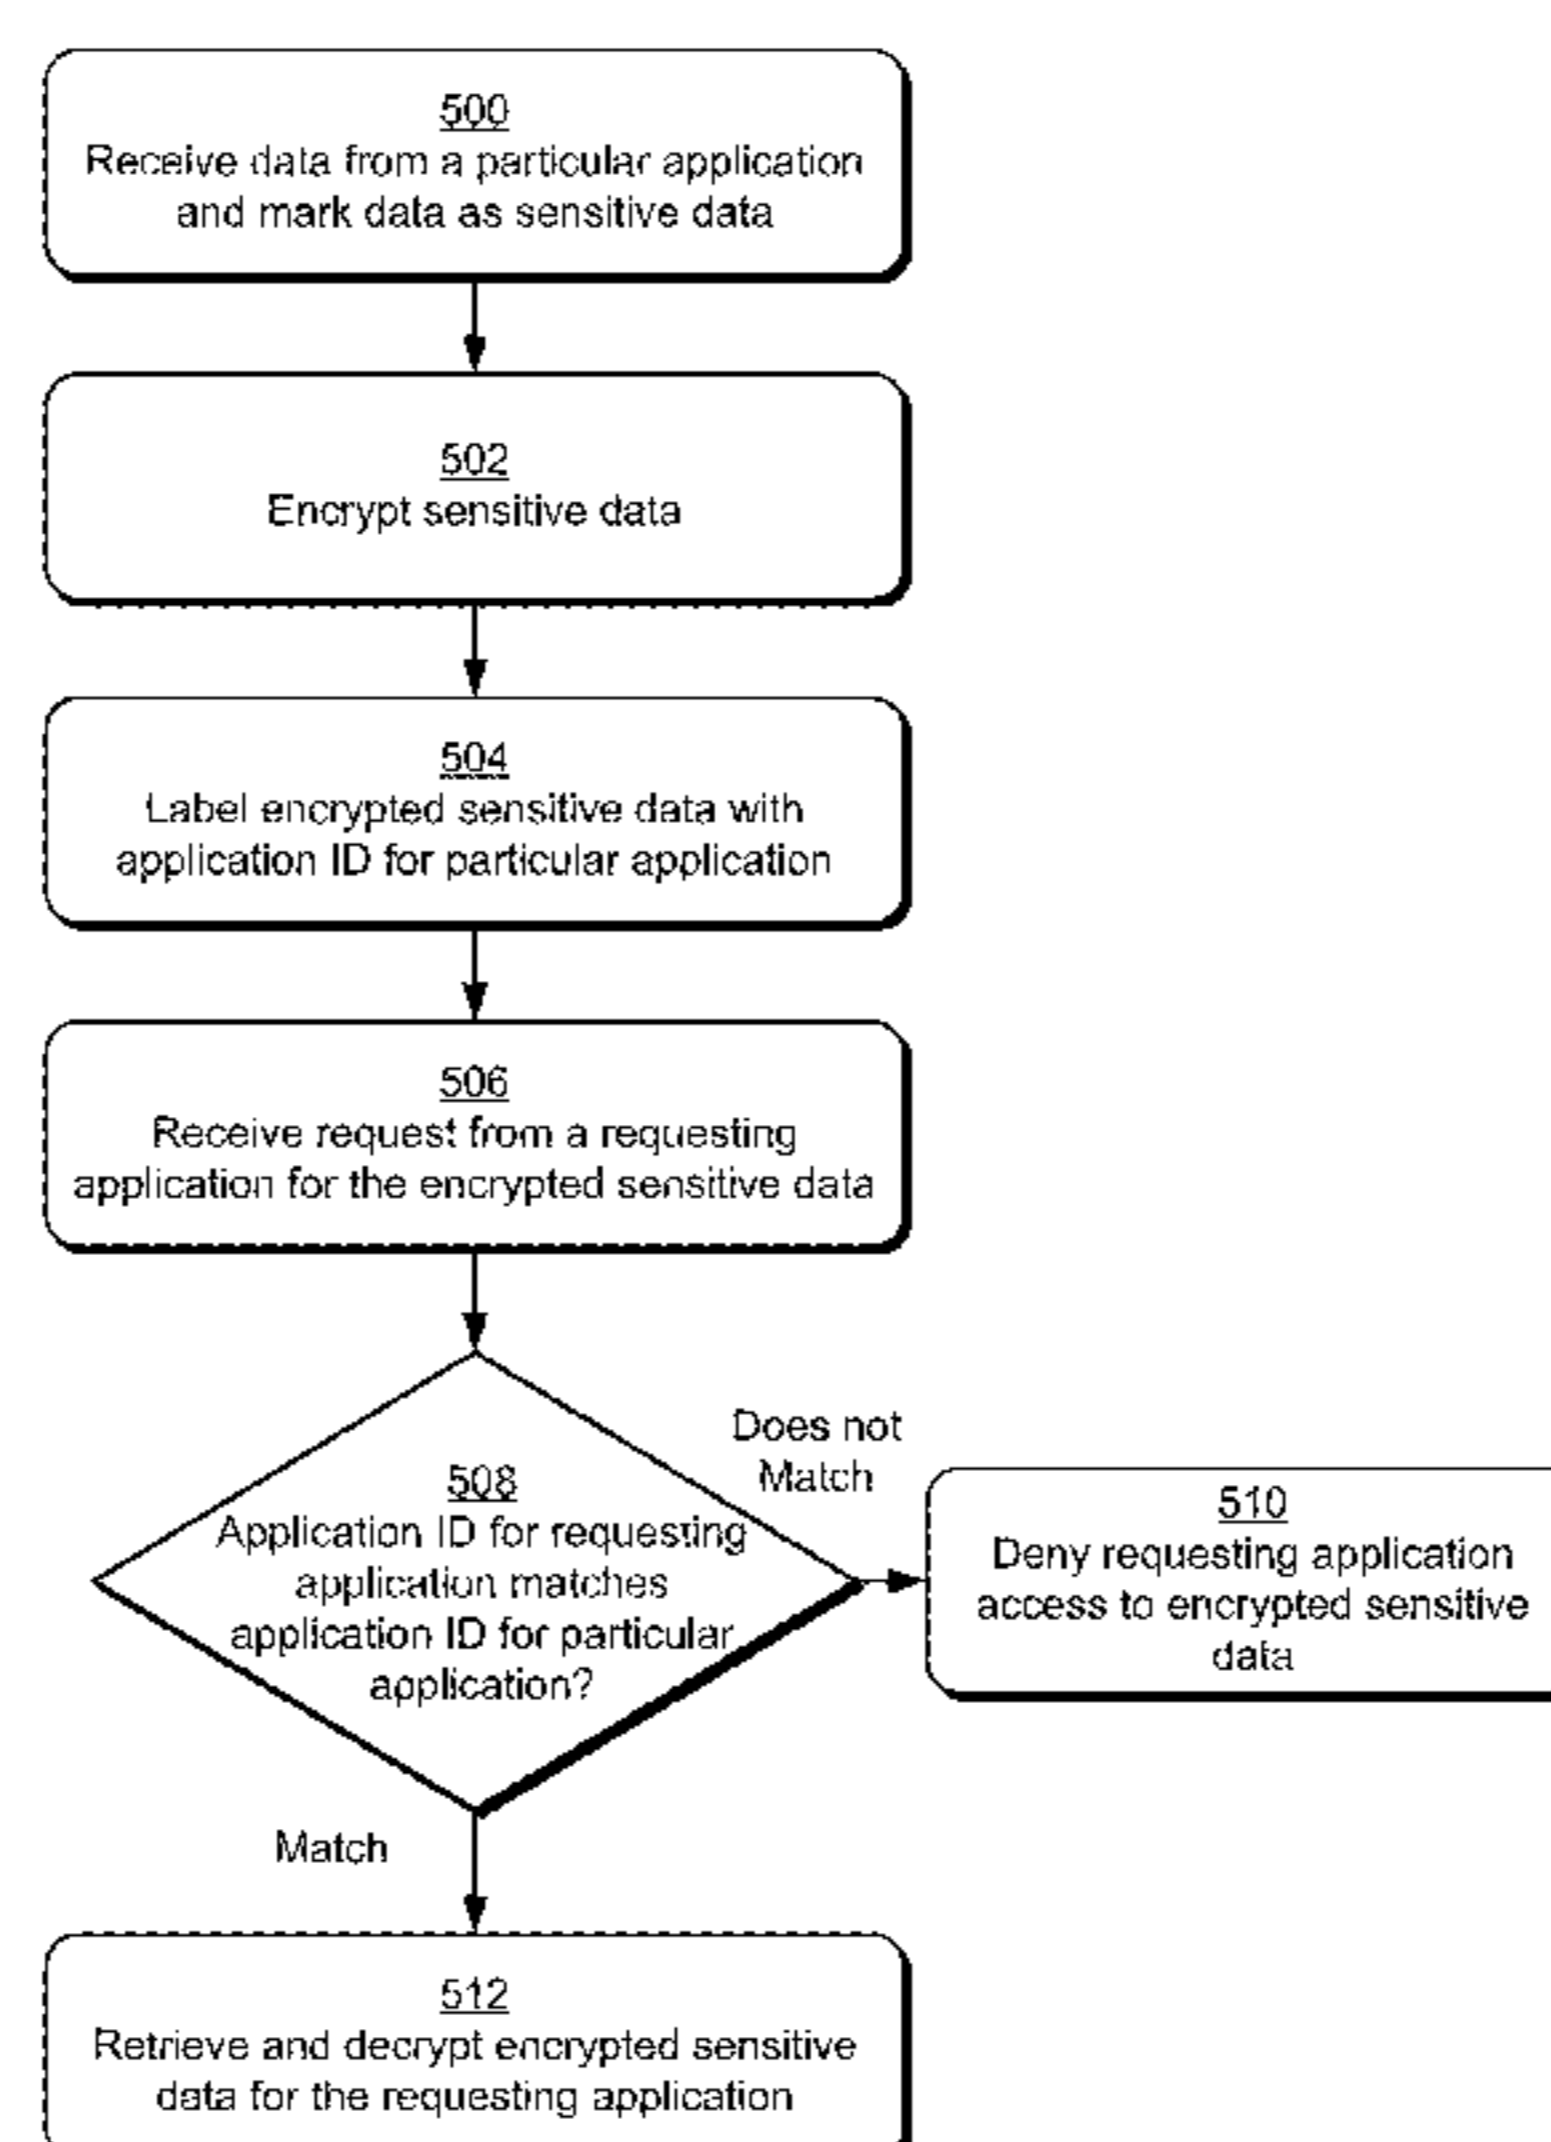 500
Receive data from a particular application
and mark data as sensitive data
502
Encrypt sensitive data
504
Label encrypted sensitive data with
application ID for particular application
506
Receive request from a requesting
application for the encrypted sensitive data
508
Application ID for requesting
application matches
application ID for particular
application?
Does not
Match
510
Deny requesting application
access to encrypted sensitive
data
Match
512
Retrieve and decrypt encrypted sensitive
data for the requesting application